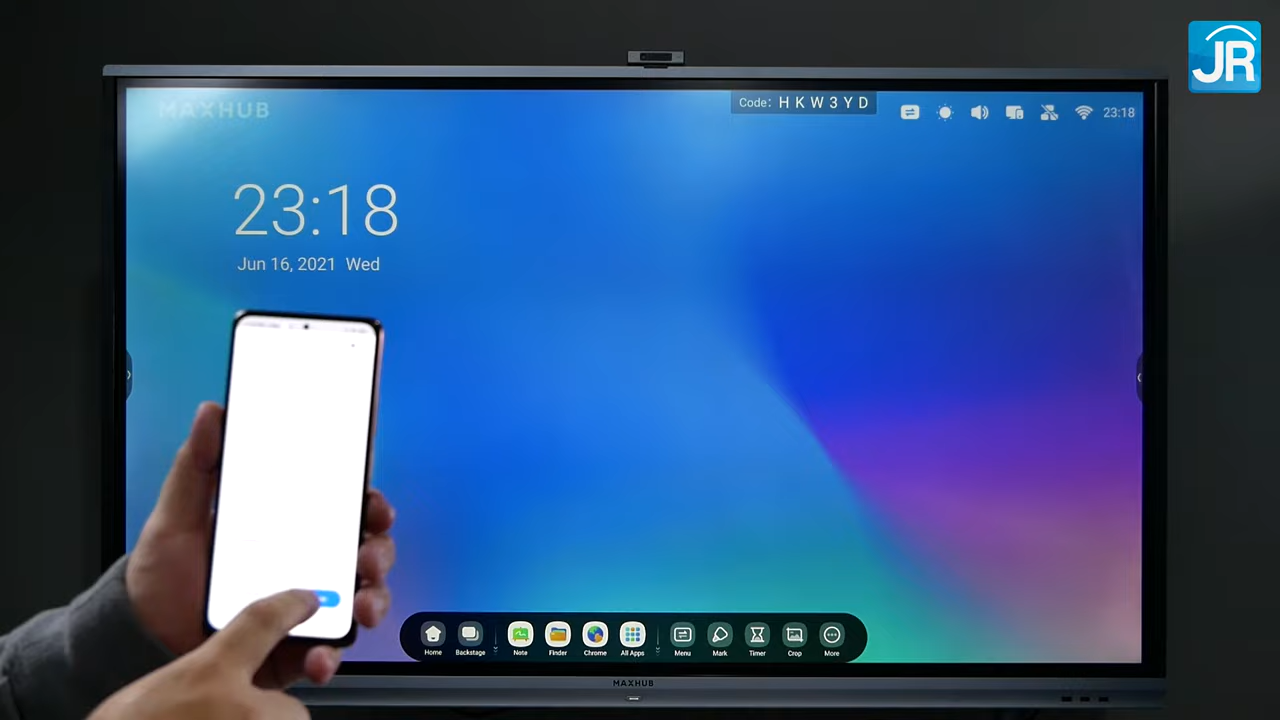 JR
MAXHUB
Code: H K W 3 Y D
23:18
23:18
Jun 16, 2021 Wed
Home
Backstage
Note
Finder
Chrome
All Apps
Menu
Mark
Timer
Crop
More
MAXHUB